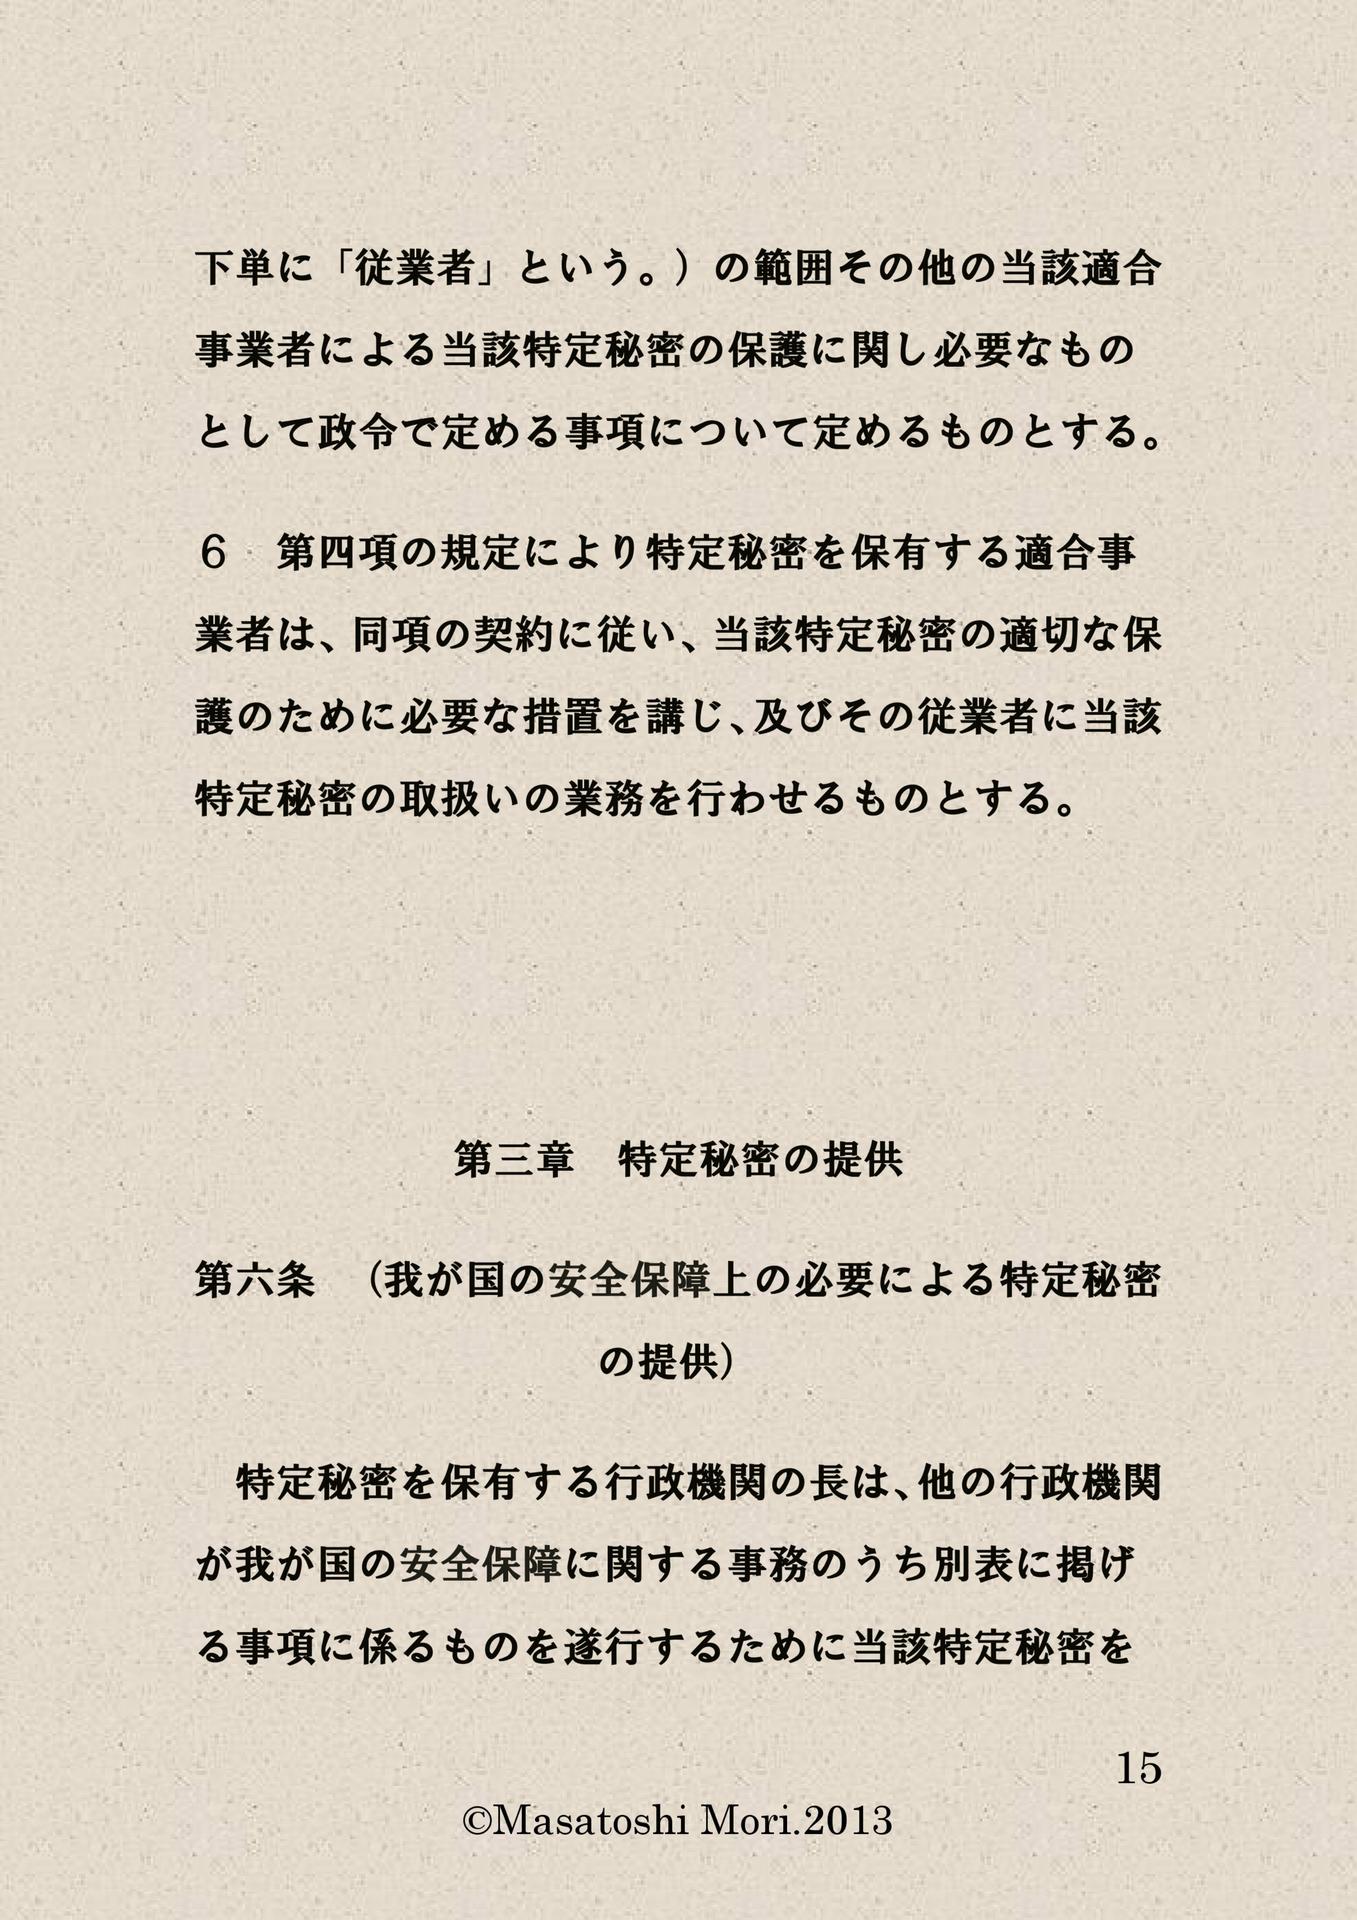 下単に「従業者」という。）の範囲その他の当該適合
事業者による当該特定秘密の保護に関し必要なもの
として政令で定める事項について定めるものとする。
６　第四項の規定により特定秘密を保有する適合事
業者は、同項の契約に従い、当該特定秘密の適切な保
護のために必要な措置を講じ、及びその従業者に当該
特定秘密の取扱いの業務を行わせるものとする。
第三章　特定秘密の提供
第六条　（我が国の安全保障上の必要による特定秘密
の提供）
　特定秘密を保有する行政機関の長は、他の行政機関
が我が国の安全保障に関する事務のうち別表に掲げ
る事項に係るものを遂行するために当該特定秘密を
15
©Masatoshi Mori.2013